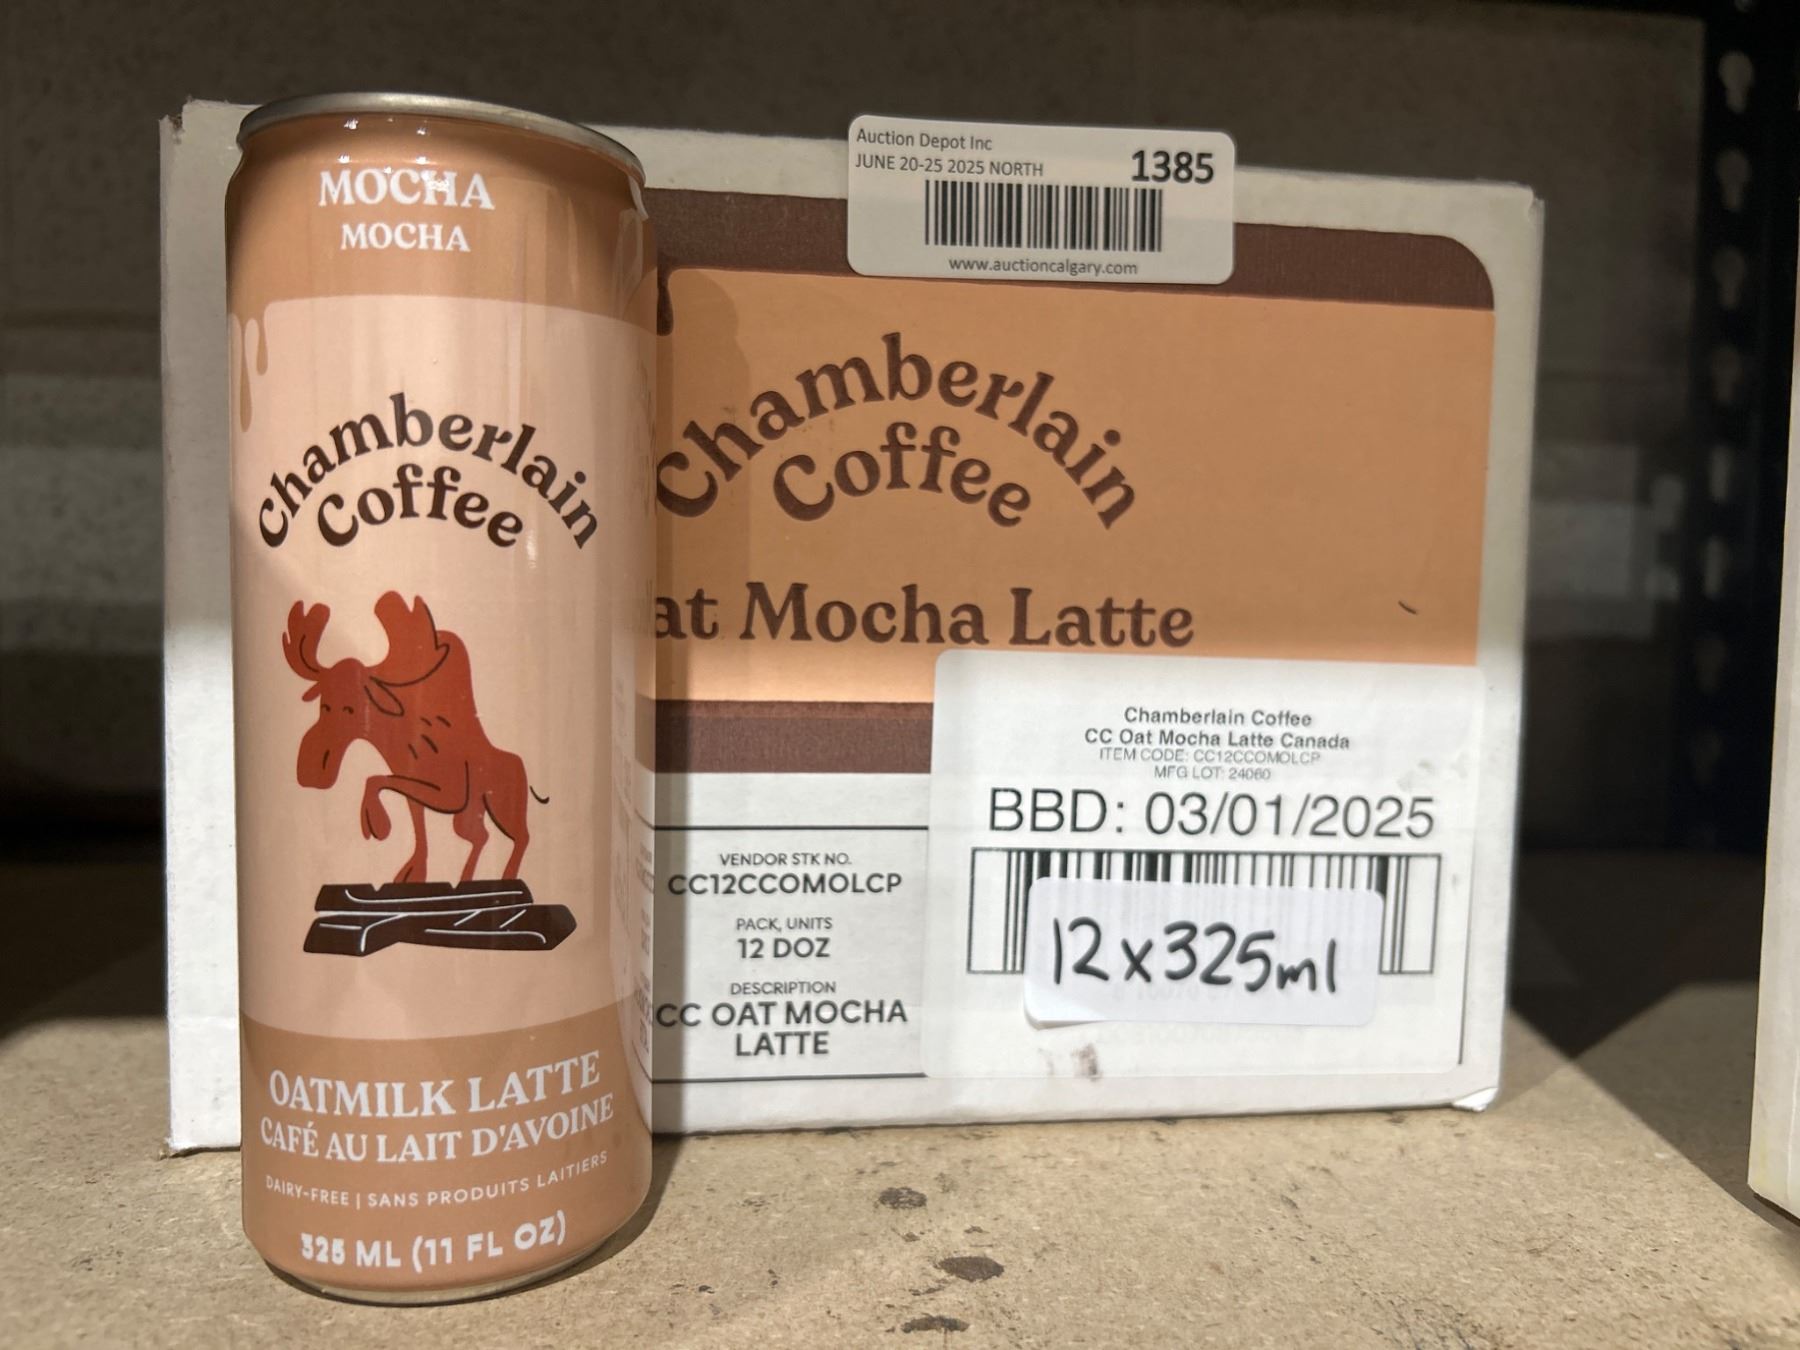 MOCHA
MOCHA
Chamberlain
Coffee
OATMILK LATTE
CAFÉ AU LAIT D'AVOINE
DAIRY-FREE | SANS PRODUITS LAITIERS
325 ML (11 FL OZ)
Auction Depot Inc
JUNE 20-25 2025 NORTH 1385
www.auctioncalgary.com
Chamberlain
Coffee
at Mocha Latte
Chamberlain Coffee
CC Oat Mocha Latte Canada
ITEM CODE: CC12CCOMOLCP
MFG LOT: 24060
BBD: 03/01/2025
12x325ml
VENDOR STK NO.
CC12CCOMOLCP
PACK, UNITS
12 DOZ
DESCRIPTION
CC OAT MOCHA
LATTE